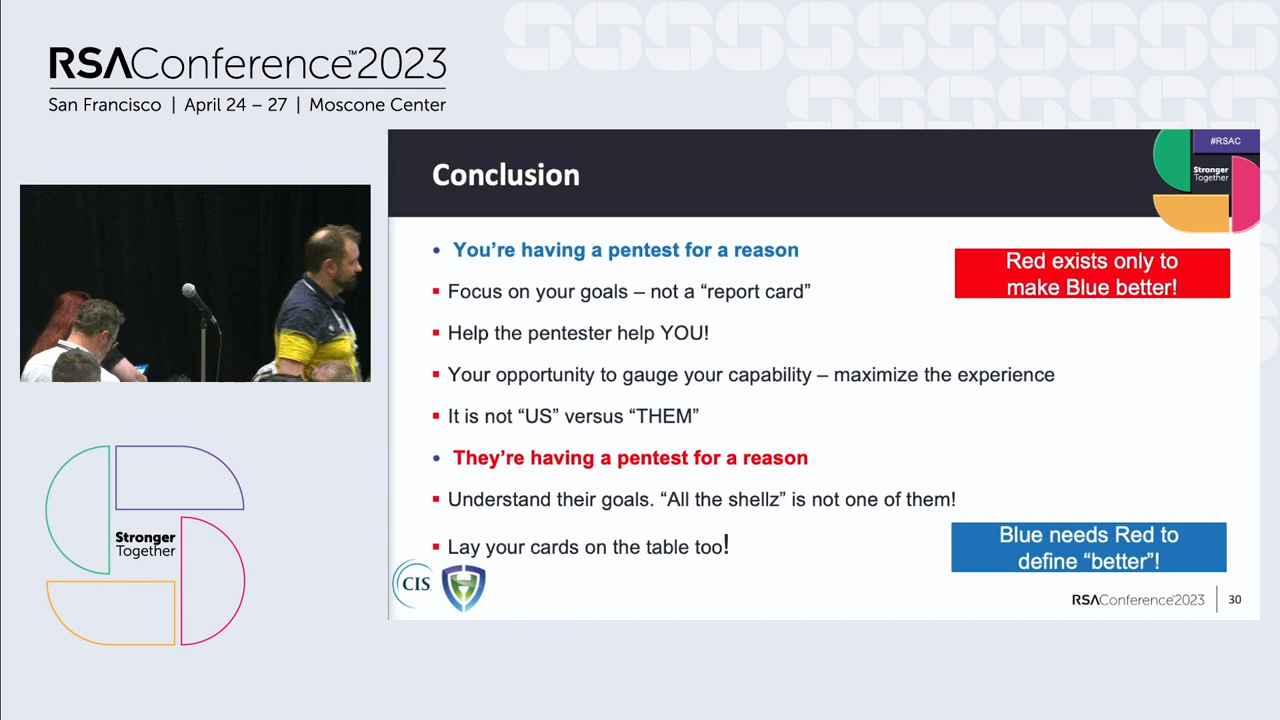 RSAConference™2023
San Francisco | April 24 – 27 | Moscone Center
#RSAC
Stronger
Together
Conclusion
• You’re having a pentest for a reason
▪ Focus on your goals – not a “report card”
▪ Help the pentester help YOU!
▪ Your opportunity to gauge your capability – maximize the experience
▪ It is not “US” versus “THEM”
• They’re having a pentest for a reason
▪ Understand their goals. “All the shellz” is not one of them!
▪ Lay your cards on the table too!
Red exists only to
make Blue better!
Blue needs Red to
define “better”!
CIS
RSAConference2023 | 30
Stronger
Together